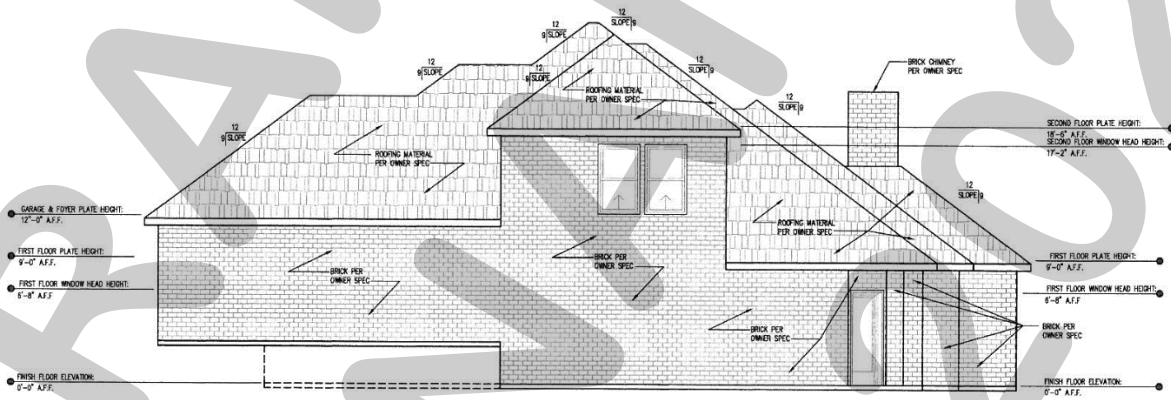 12
SLOPE 9
12
9 SLOPE
12
9 SLOPE
12
9 SLOPE
12
SLOPE 9
12
SLOPE 9
12
9 SLOPE
12
SLOPE 9
BRICK CHIMNEY
PER OWNER SPEC
ROOFING MATERIAL
PER OWNER SPEC
ROOFING MATERIAL
PER OWNER SPEC
ROOFING MATERIAL
PER OWNER SPEC
SECOND FLOOR PLATE HEIGHT:
18'-6" A.F.F.
SECOND FLOOR WINDOW HEAD HEIGHT:
17'-2" A.F.F.
GARAGE & FOYER PLATE HEIGHT:
12'-0" A.F.F.
FIRST FLOOR PLATE HEIGHT:
9'-0" A.F.F.
FIRST FLOOR WINDOW HEAD HEIGHT:
6'-8" A.F.F
FINISH FLOOR ELEVATION:
0'-0" A.F.F.
BRICK PER
OWNER SPEC
BRICK PER
OWNER SPEC
BRICK PER
OWNER SPEC
BRICK PER
OWNER SPEC
FIRST FLOOR PLATE HEIGHT:
9'-0" A.F.F.
FIRST FLOOR WINDOW HEAD HEIGHT:
6'-8" A.F.F
FINISH FLOOR ELEVATION:
0'-0" A.F.F.